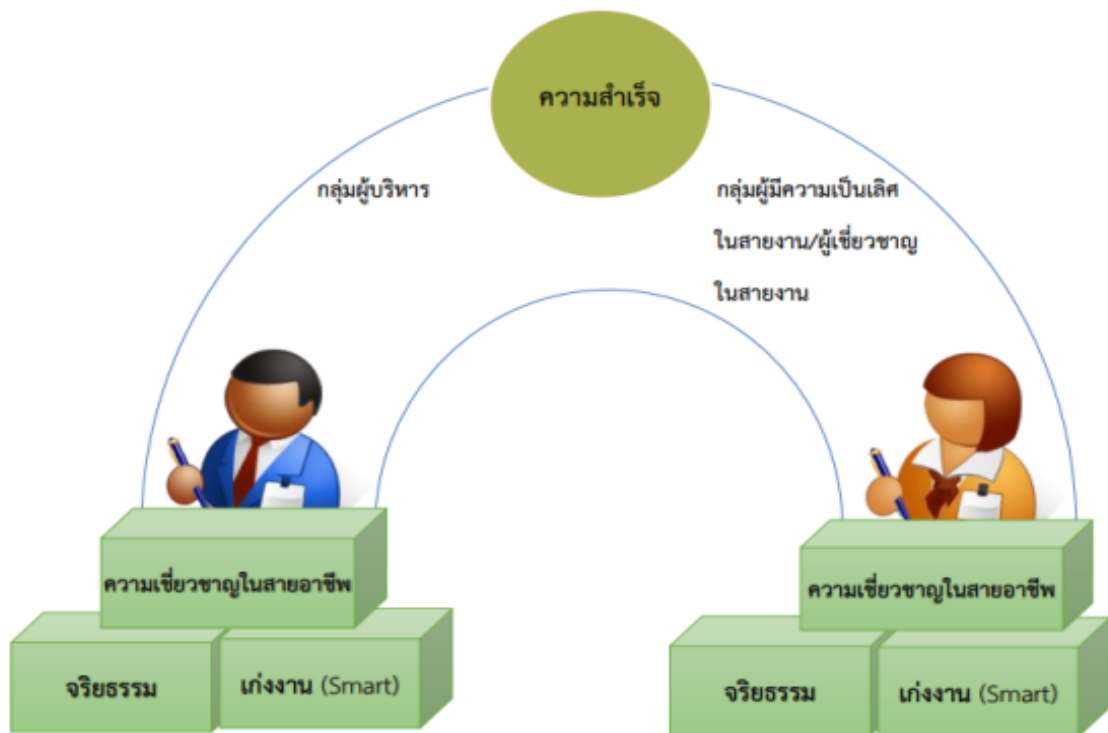 ความสำเร็จ
กลุ่มผู้บริหาร
กลุ่มผู้มีความเป็นเลิศ
ในสายงาน/ผู้เชี่ยวชาญ
ในสายงาน
ความเชี่ยวชาญในสายอาชีพ
จริยธรรม
เก่งงาน (Smart)
ความเชี่ยวชาญในสายอาชีพ
จริยธรรม
เก่งงาน (Smart)